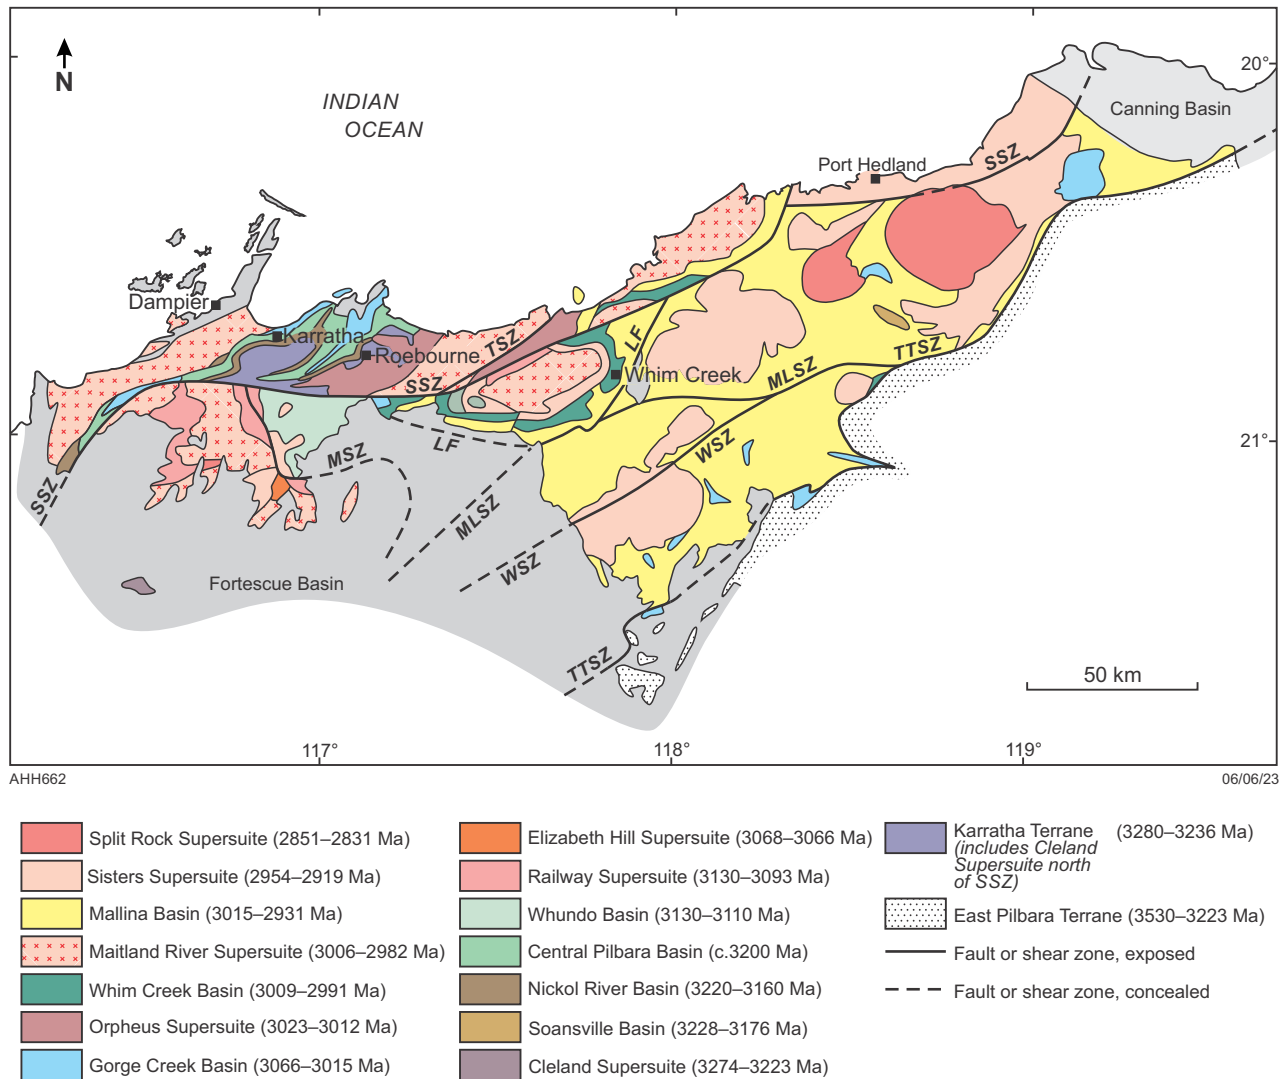 N
INDIAN
OCEAN
20°
Canning Basin
Port Hedland
SSZ
Dampier
Karratha
Roebourne
TSZ
SSZ
LF
Whim Creek
MLSZ
TTSZ
21°
LF
MSZ
WSZ
SSZ
MLSZ
WSZ
Fortescue Basin
TTSZ
50 km
117°
118°
119°
AHH662
06/06/23
Split Rock Supersuite (2851–2831 Ma)
Sisters Supersuite (2954–2919 Ma)
Mallina Basin (3015–2931 Ma)
Maitland River Supersuite (3006–2982 Ma)
Whim Creek Basin (3009–2991 Ma)
Orpheus Supersuite (3023–3012 Ma)
Gorge Creek Basin (3066–3015 Ma)
Elizabeth Hill Supersuite (3068–3066 Ma)
Railway Supersuite (3130–3093 Ma)
Whundo Basin (3130–3110 Ma)
Central Pilbara Basin (c.3200 Ma)
Nickol River Basin (3220–3160 Ma)
Soansville Basin (3228–3176 Ma)
Cleland Supersuite (3274–3223 Ma)
Karratha Terrane (3280–3236 Ma)
(includes Cleland
Supersuite north
of SSZ)
East Pilbara Terrane (3530–3223 Ma)
Fault or shear zone, exposed
Fault or shear zone, concealed